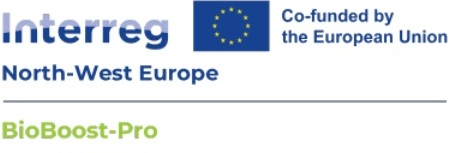 Interreg
Co-funded by
the European Union
North-West Europe
BioBoost-Pro